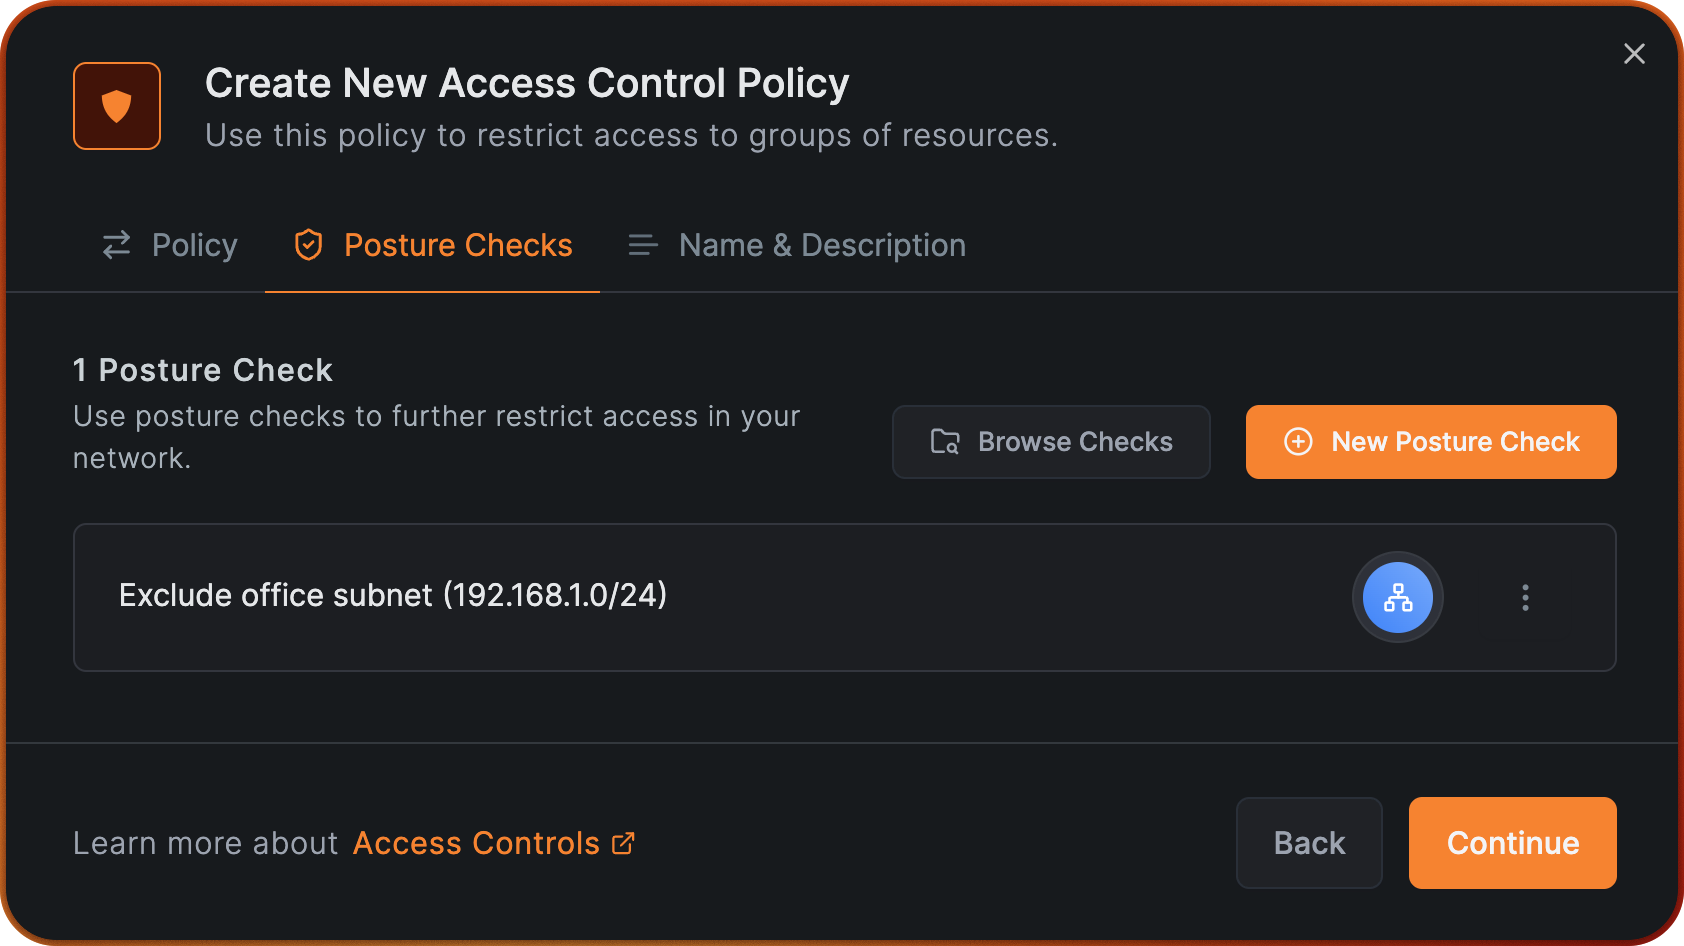 Create New Access Control Policy
Use this policy to restrict access to groups of resources.
Policy
Posture Checks
Name & Description
1 Posture Check
Use posture checks to further restrict access in your
network.
Browse Checks
New Posture Check
Exclude office subnet (192.168.1.0/24)
Learn more about Access Controls
Back
Continue